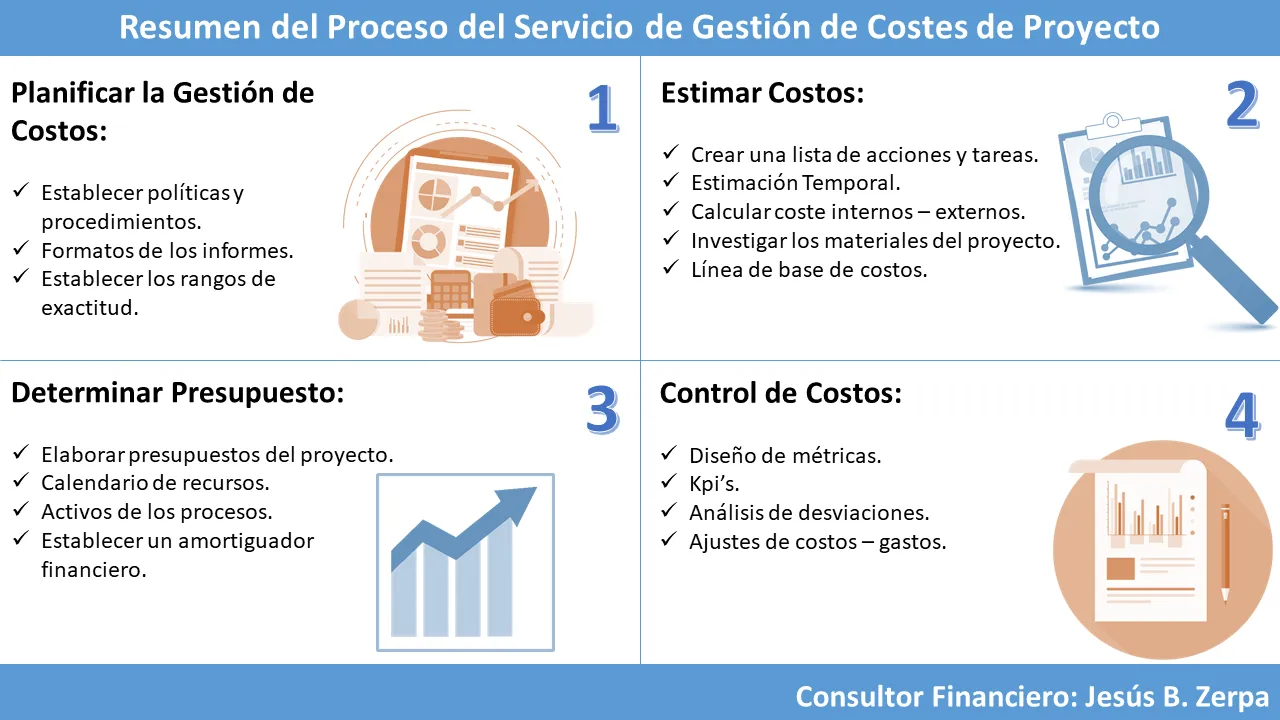 Resumen del Proceso del Servicio de Gestión de Costes de Proyecto
Planificar la Gestión de
Costos:
1
✓ Establecer políticas y
procedimientos.
✓ Formatos de los informes.
✓ Establecer los rangos de
exactitud.
Estimar Costos:
2
✓ Crear una lista de acciones y tareas.
✓ Estimación Temporal.
✓ Calcular coste internos – externos.
✓ Investigar los materiales del proyecto.
✓ Línea de base de costos.
Determinar Presupuesto:
3
✓ Elaborar presupuestos del proyecto.
✓ Calendario de recursos.
✓ Activos de los procesos.
✓ Establecer un amortiguador
financiero.
Control de Costos:
4
✓ Diseño de métricas.
✓ Kpi’s.
✓ Análisis de desviaciones.
✓ Ajustes de costos – gastos.
Consultor Financiero: Jesús B. Zerpa